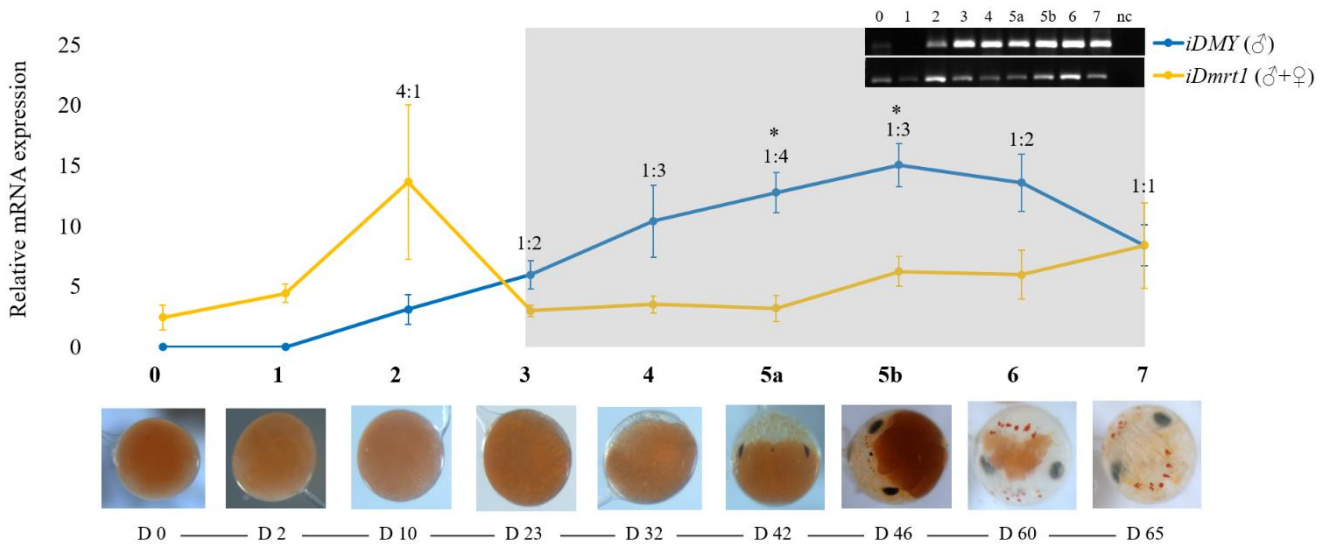 0 1 2 3 4 5a 5b 6 7 nc
iDMY (♂)
iDmrt1 (♂+♀)
Relative mRNA expression
25
20
15
10
5
0
4:1
1:2
1:3
*
1:4
*
1:3
1:2
1:1
0 1 2 3 4 5a 5b 6 7
D 0 D 2 D 10 D 23 D 32 D 42 D 46 D 60 D 65